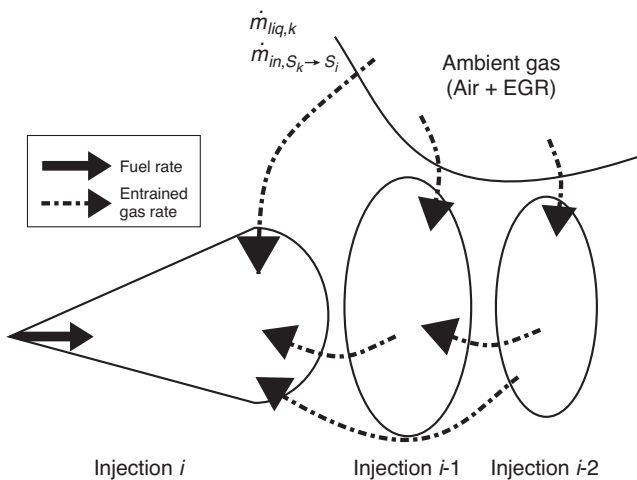 ṁ_liq,k
ṁ_in,S_k→S_i
Ambient gas
(Air + EGR)
Fuel rate
Entrained
gas rate
Injection i
Injection i-1
Injection i-2